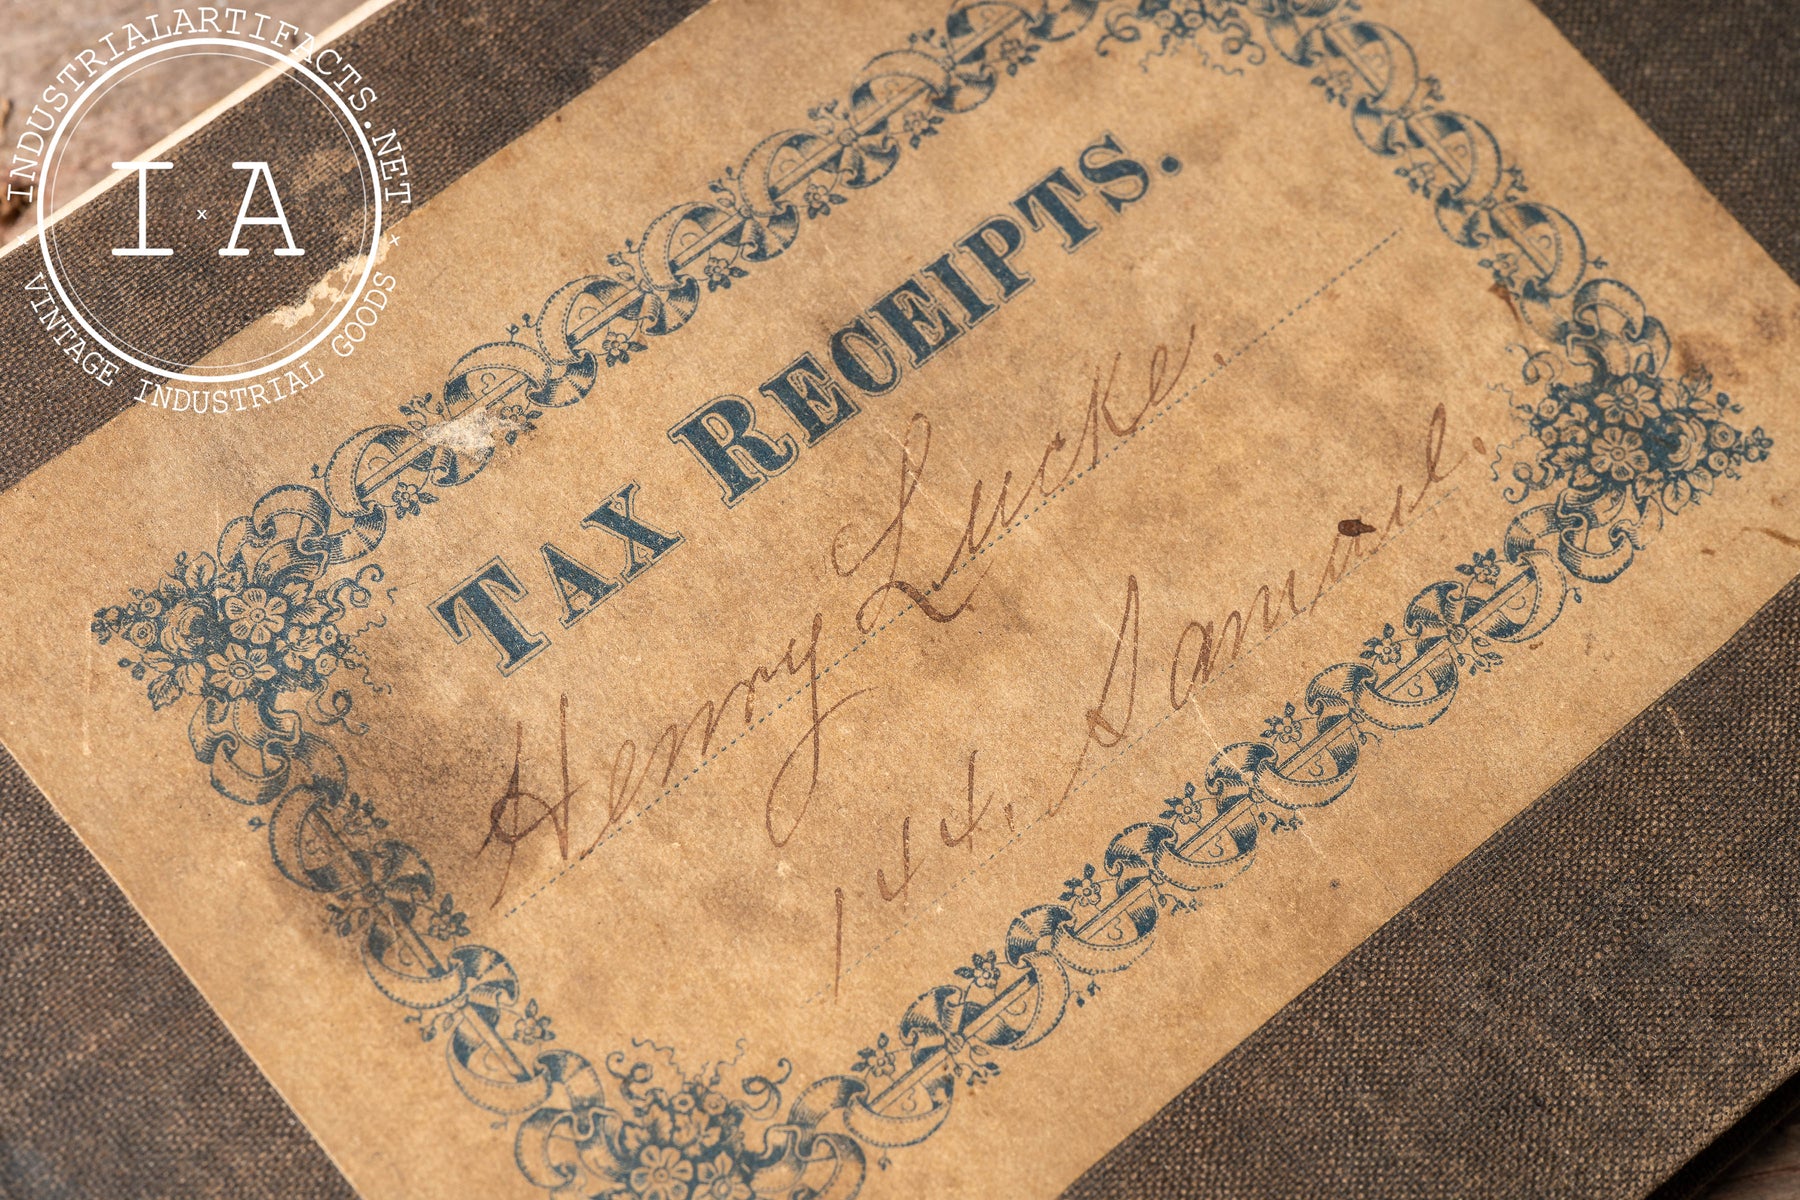 INDUSTRIALARTIFACTS.NET
I x A
VINTAGE INDUSTRIAL GOODS
TAX RECEIPTS.
Henry Lucke.
144. Samuel.